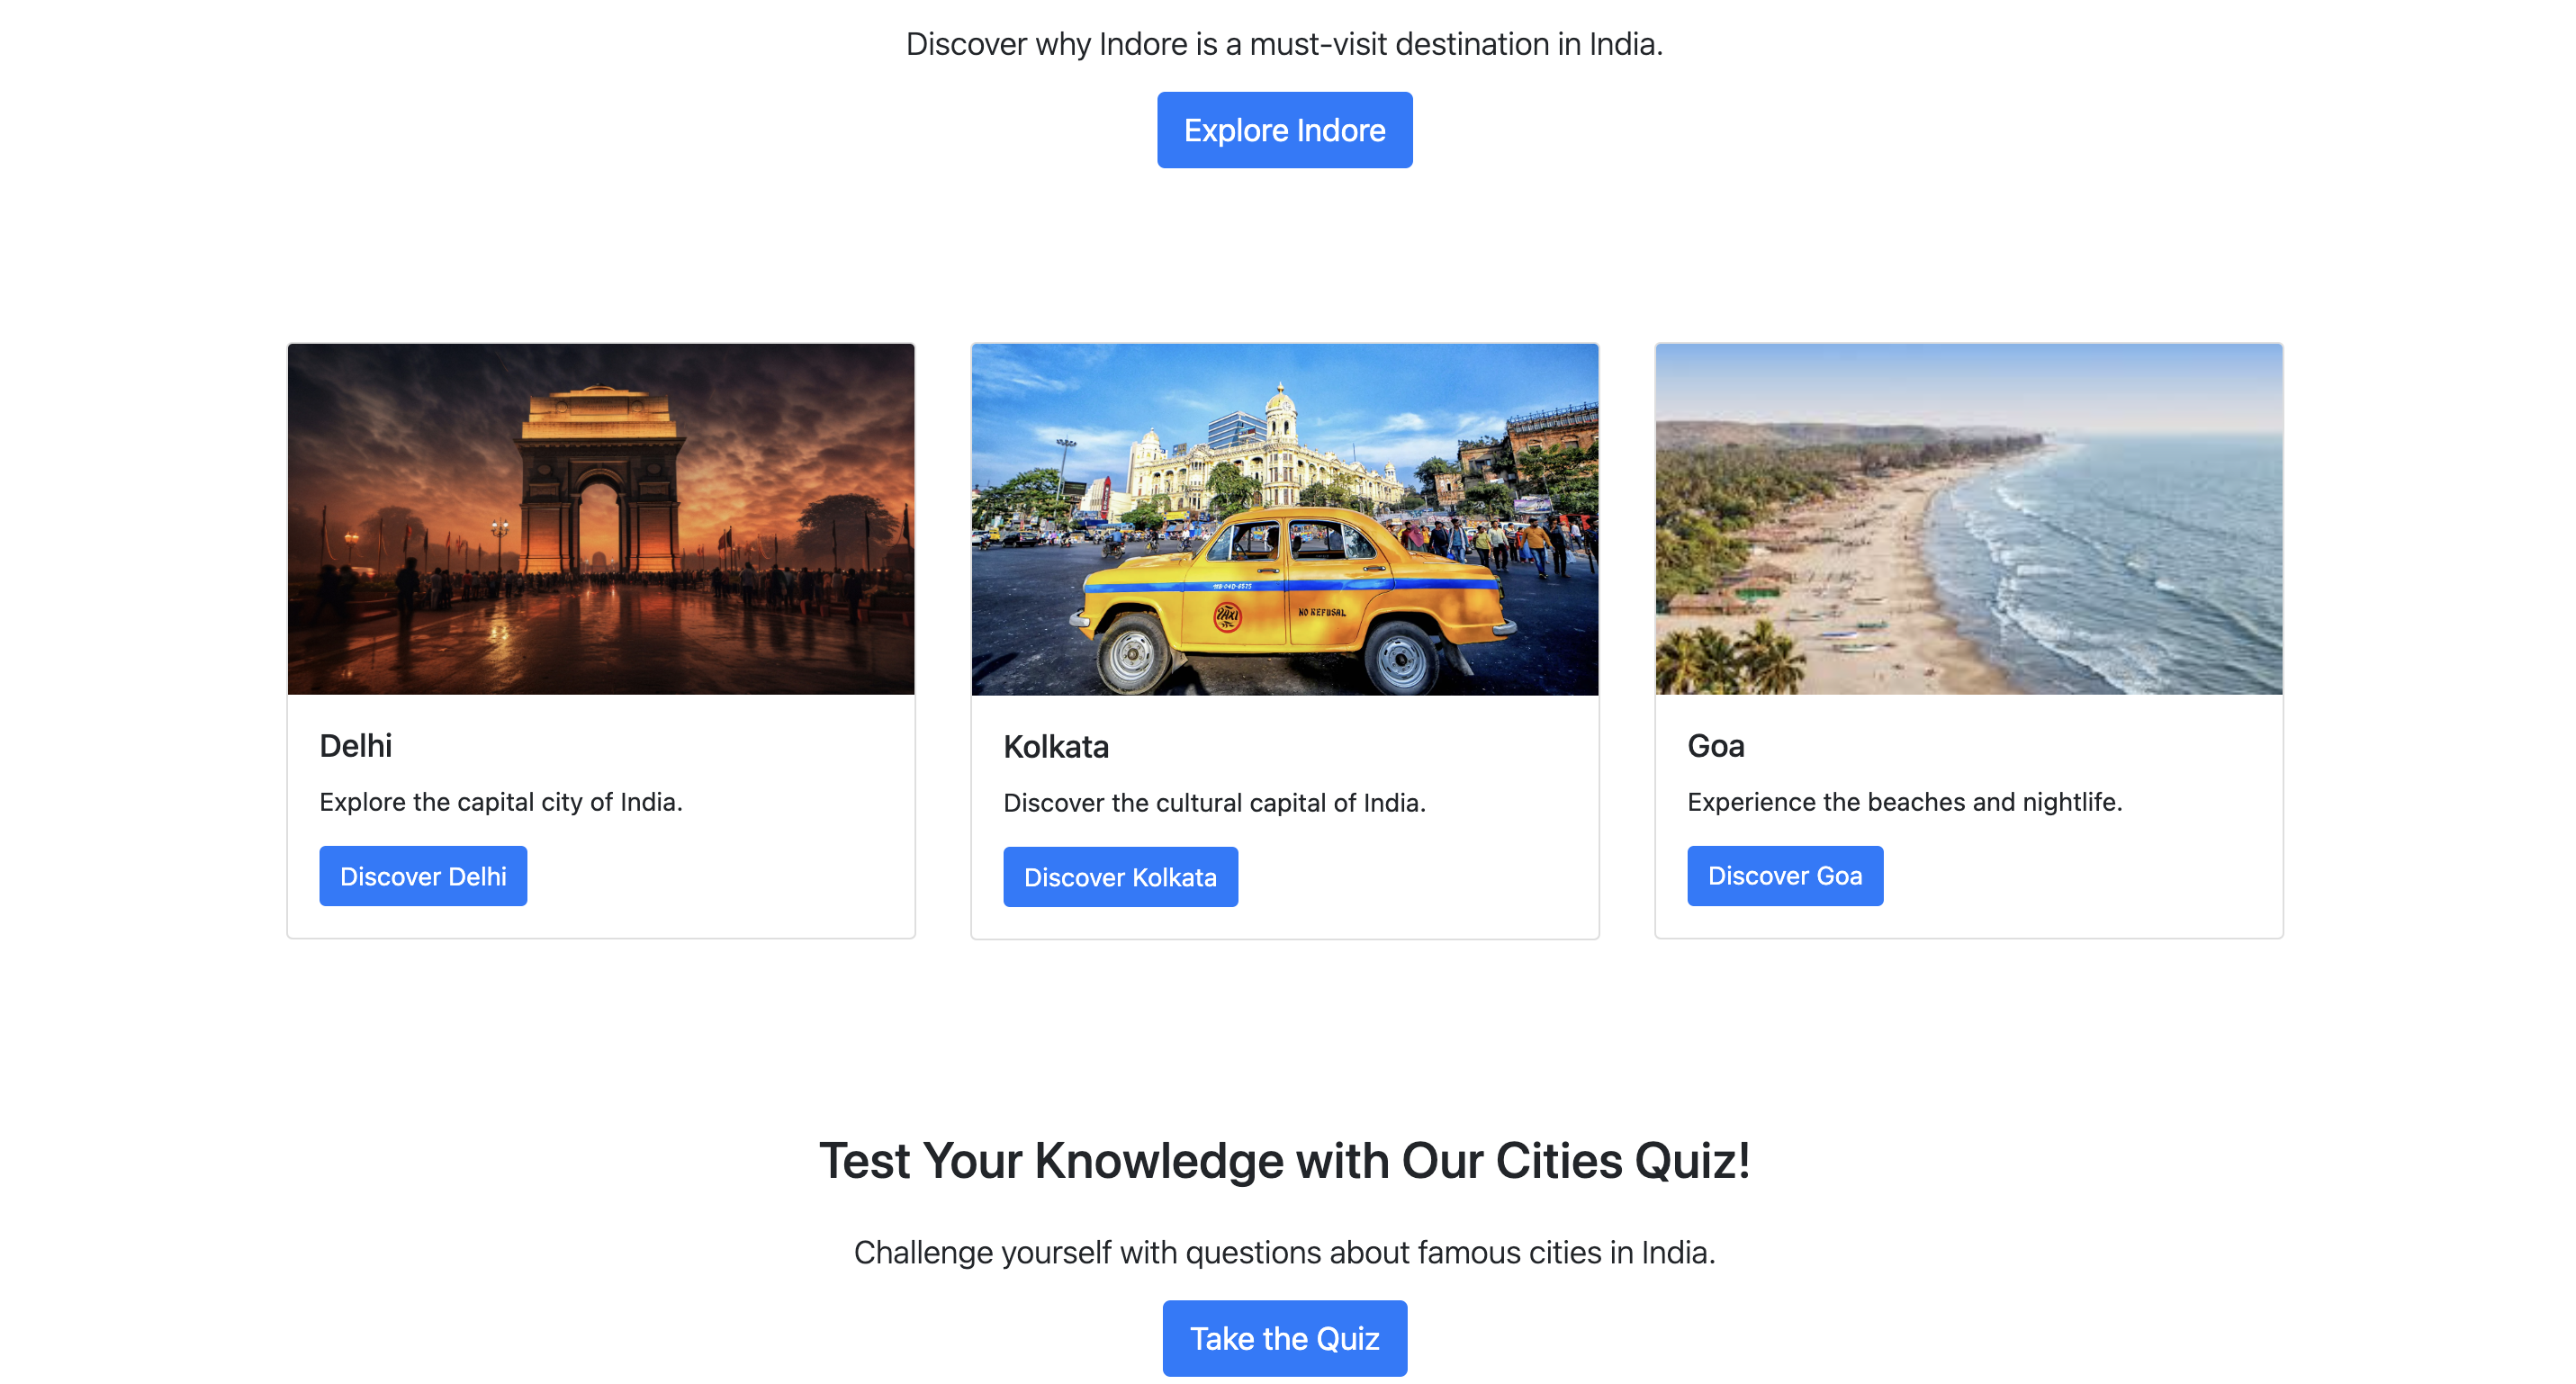 Discover why Indore is a must-visit destination in India.
Explore Indore
NO REFUSAL
Delhi
Explore the capital city of India.
Discover Delhi
Kolkata
Discover the cultural capital of India.
Discover Kolkata
Goa
Experience the beaches and nightlife.
Discover Goa
Test Your Knowledge with Our Cities Quiz!
Challenge yourself with questions about famous cities in India.
Take the Quiz